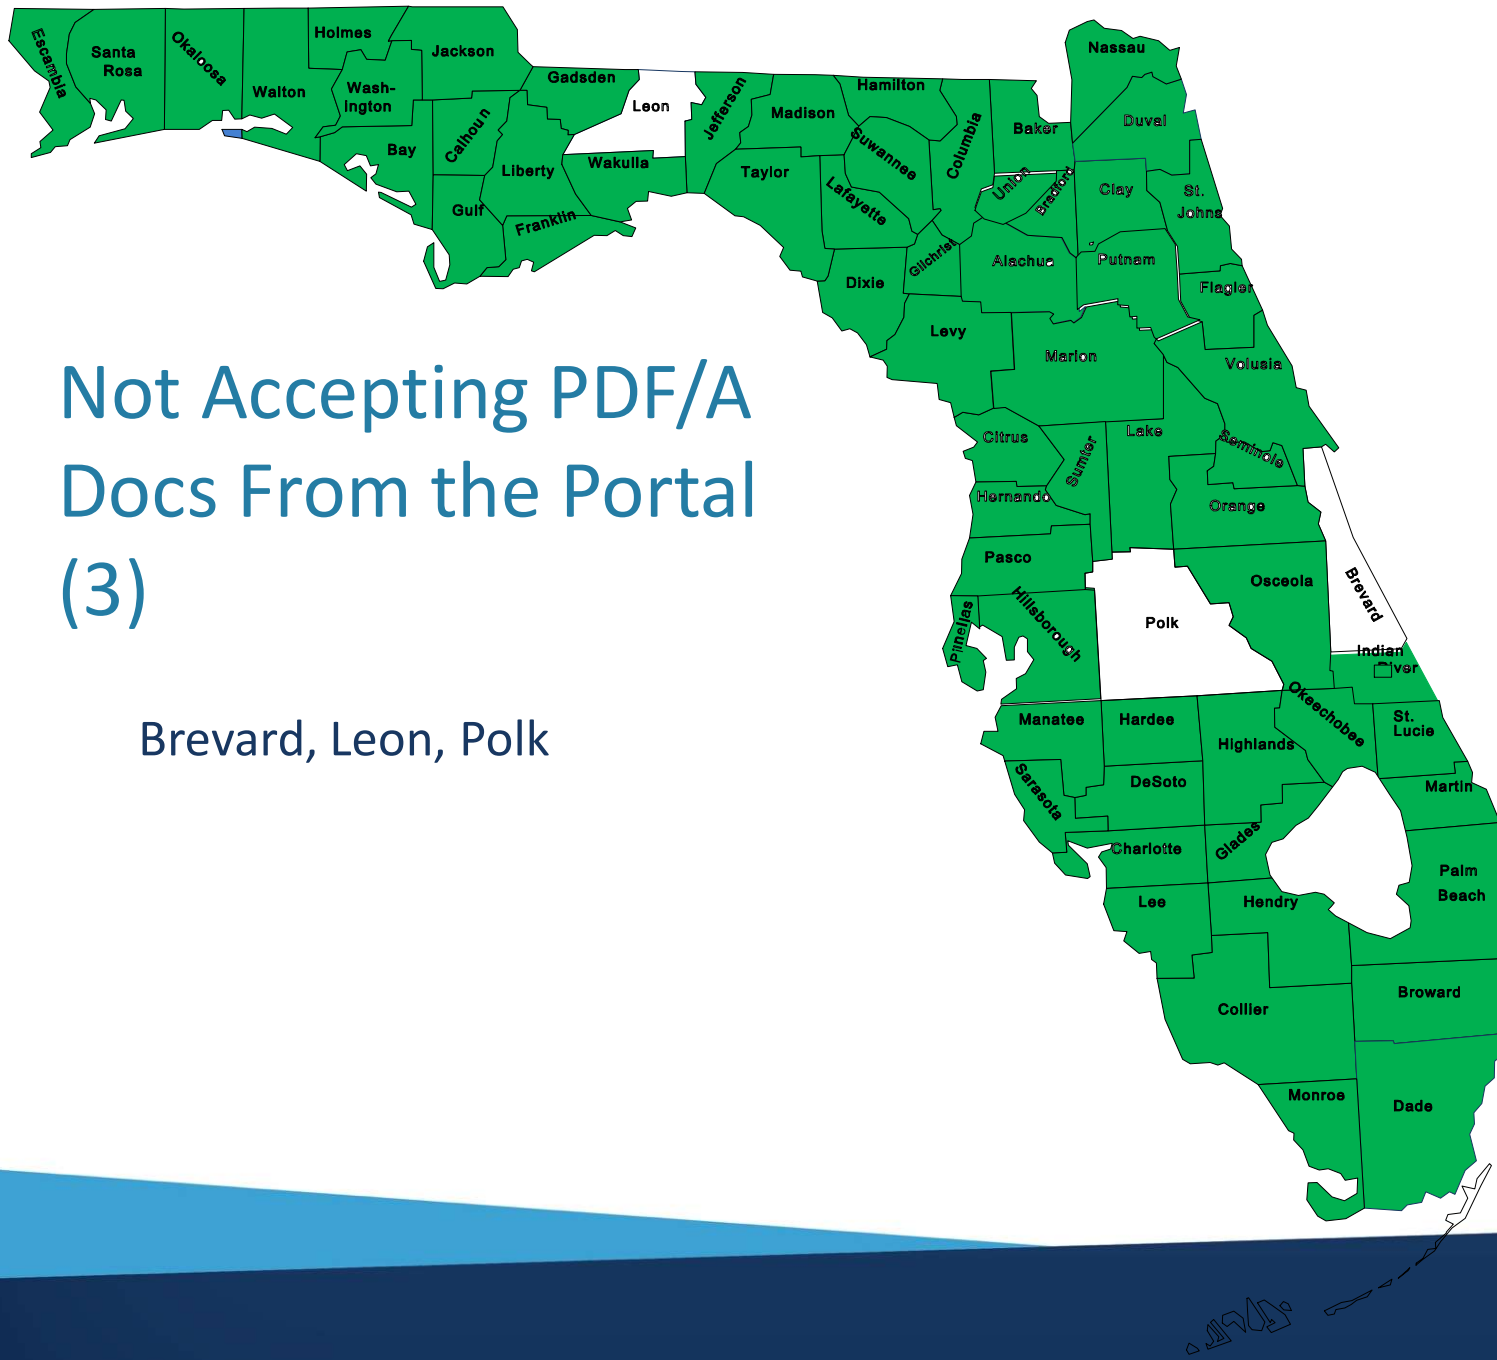 Escambia
Santa
Rosa
Okaloosa
Walton
Holmes
Wash-
ington
Jackson
Bay
Calhoun
Gulf
Liberty
Gadsden
Franklin
Leon
Wakulla
Jefferson
Madison
Taylor
Hamilton
Suwannee
Lafayette
Columbia
Baker
Nassau
Duval
Union
Bradford
Clay
St.
Johns
Dixie
Gilchrist
Alachua
Putnam
Flagler
Levy
Marion
Volusia
Not Accepting PDF/A
Docs From the Portal
(3)
Brevard, Leon, Polk
Citrus
Sumter
Lake
Seminole
Hernando
Orange
Pasco
Osceola
Brevard
Pinellas
Hillsborough
Polk
Indian
River
Manatee
Hardee
Highlands
Okeechobee
St.
Lucie
Sarasota
DeSoto
Martin
Charlotte
Glades
Palm
Beach
Lee
Hendry
Collier
Broward
Monroe
Dade